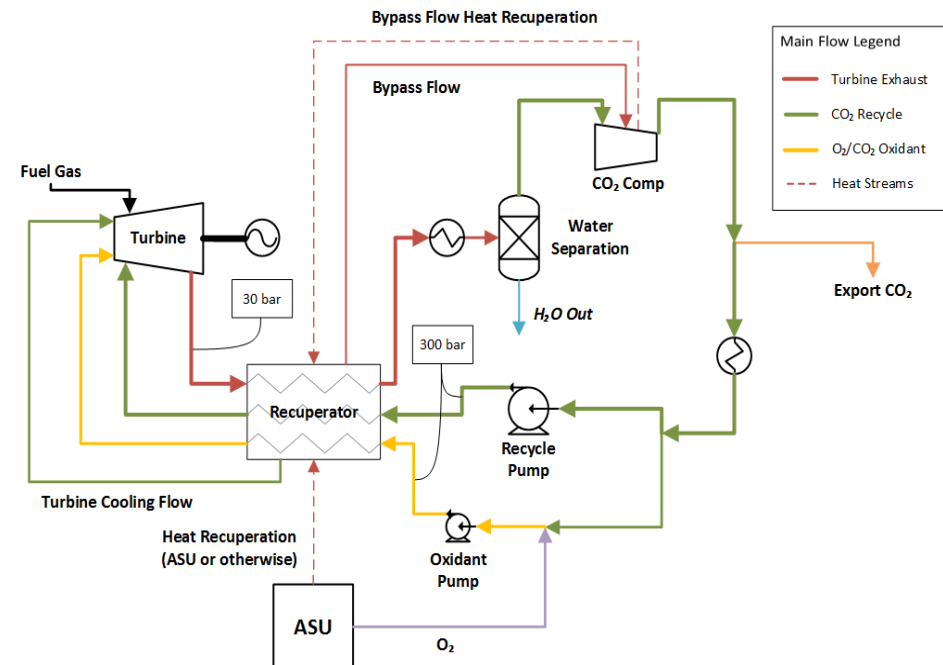 Bypass Flow Heat Recuperation
Bypass Flow
Main Flow Legend
Turbine Exhaust
CO₂ Recycle
O₂/CO₂ Oxidant
Heat Streams
Fuel Gas
Turbine
CO₂ Comp
Water
Separation
30 bar
H₂O Out
Export CO₂
300 bar
Recuperator
Recycle
Pump
Turbine Cooling Flow
Heat Recuperation
(ASU or otherwise)
Oxidant
Pump
ASU
O₂